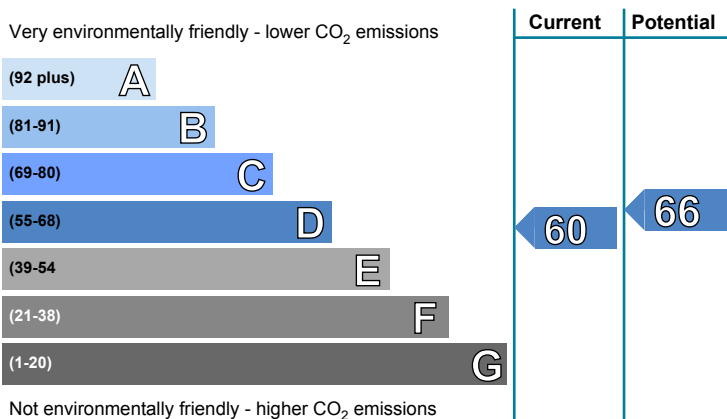 Very environmentally friendly - lower CO2 emissions
Current
Potential
(92 plus) A
(81-91) B
(69-80) C
(55-68) D
(39-54 E
(21-38) F
(1-20) G
60
66
Not environmentally friendly - higher CO2 emissions